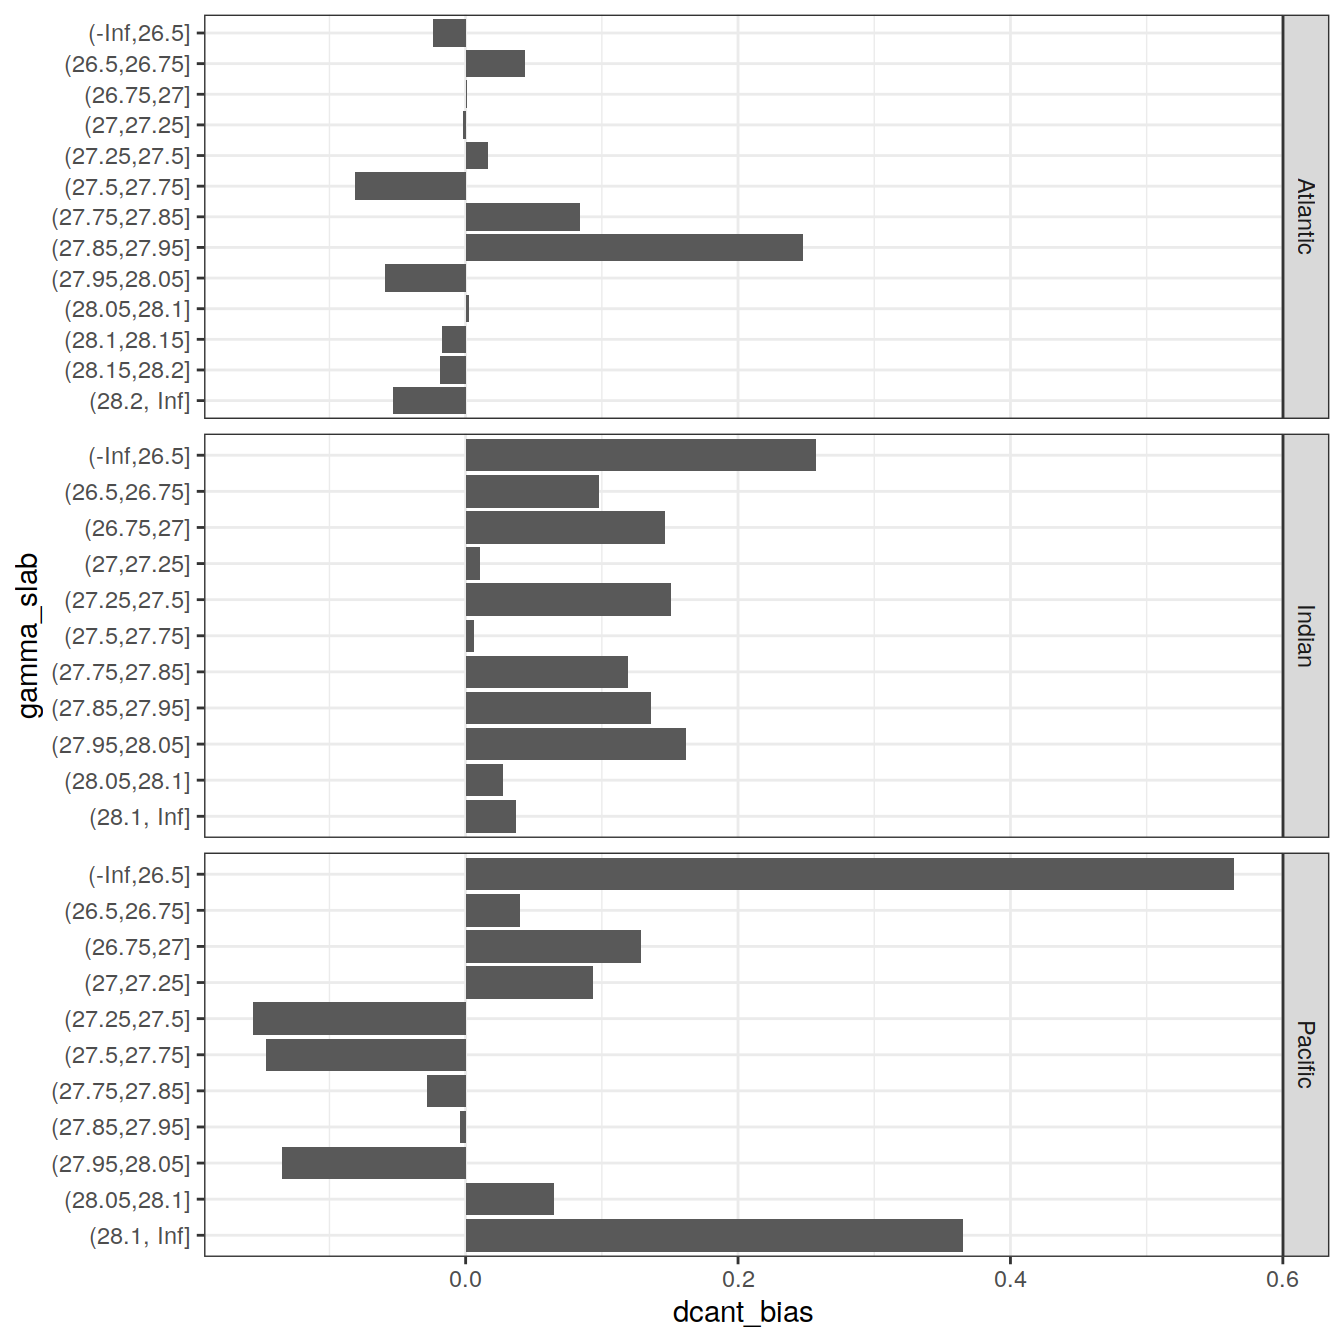 (-Inf,26.5]
(26.5,26.75]
(26.75,27]
(27,27.25]
(27.25,27.5]
(27.5,27.75]
(27.75,27.85]
(27.85,27.95]
(27.95,28.05]
(28.05,28.1]
(28.1,28.15]
(28.15,28.2]
(28.2, Inf]
Atlantic
(-Inf,26.5]
(26.5,26.75]
(26.75,27]
(27,27.25]
(27.25,27.5]
(27.5,27.75]
(27.75,27.85]
(27.85,27.95]
(27.95,28.05]
(28.05,28.1]
(28.1, Inf]
Indian
gamma_slab
(-Inf,26.5]
(26.5,26.75]
(26.75,27]
(27,27.25]
(27.25,27.5]
(27.5,27.75]
(27.75,27.85]
(27.85,27.95]
(27.95,28.05]
(28.05,28.1]
(28.1, Inf]
Pacific
0.0 0.2 0.4 0.6
dcant_bias